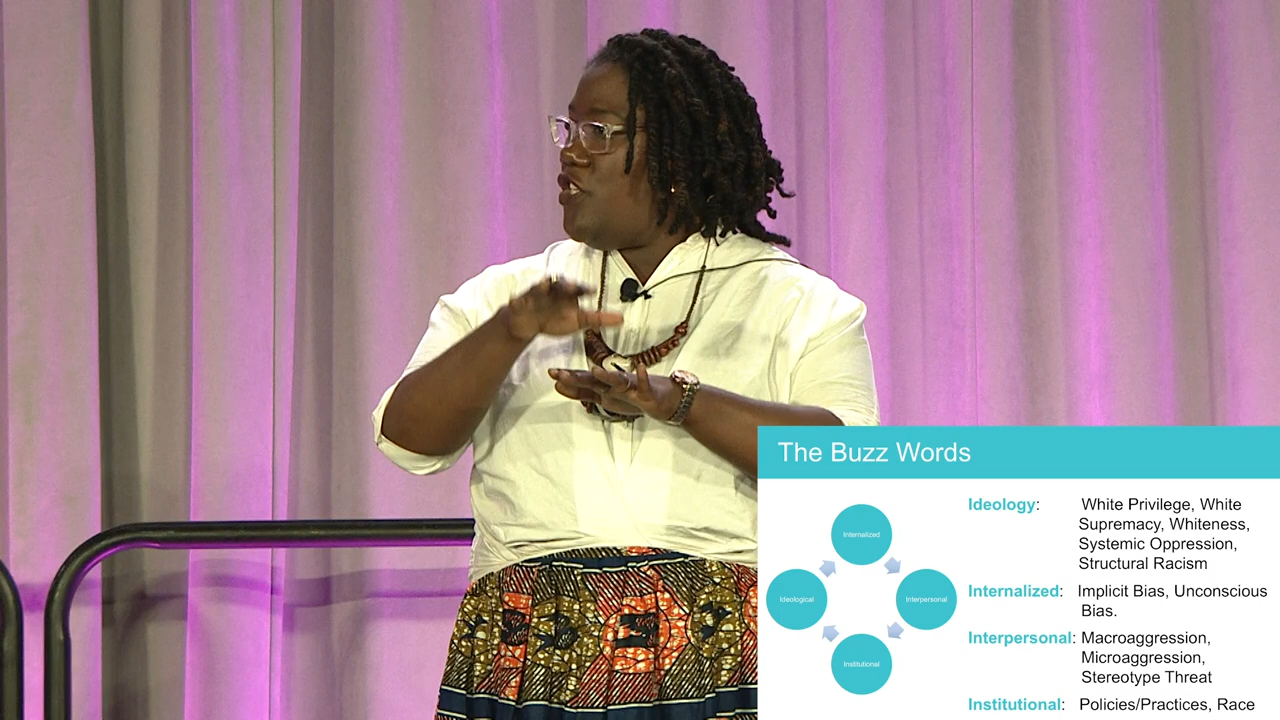 The Buzz Words
Internalized
Ideological
Interpersonal
Institutional
Ideology: White Privilege, White
Supremacy, Whiteness,
Systemic Oppression,
Structural Racism
Internalized: Implicit Bias, Unconscious
Bias.
Interpersonal: Macroaggression,
Microaggression,
Stereotype Threat
Institutional: Policies/Practices, Race